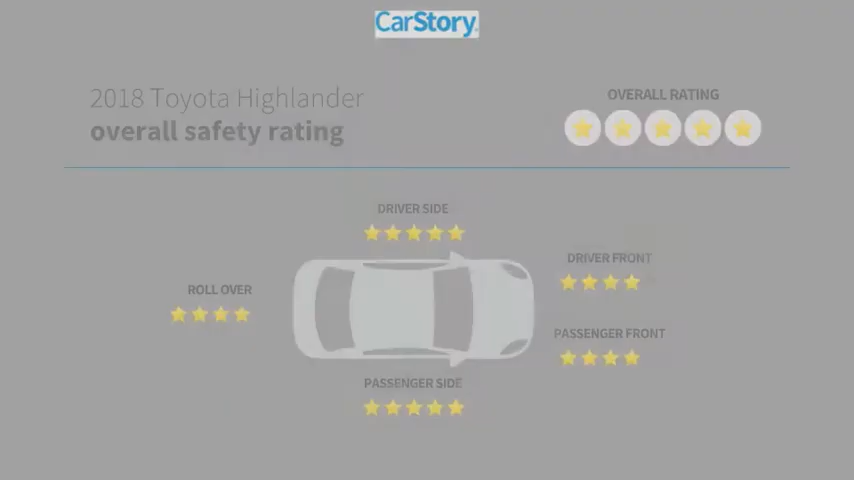 CarStory.
2018 Toyota Highlander
overall safety rating
OVERALL RATING
DRIVER SIDE
DRIVER FRONT
ROLL OVER
PASSENGER FRONT
PASSENGER SIDE